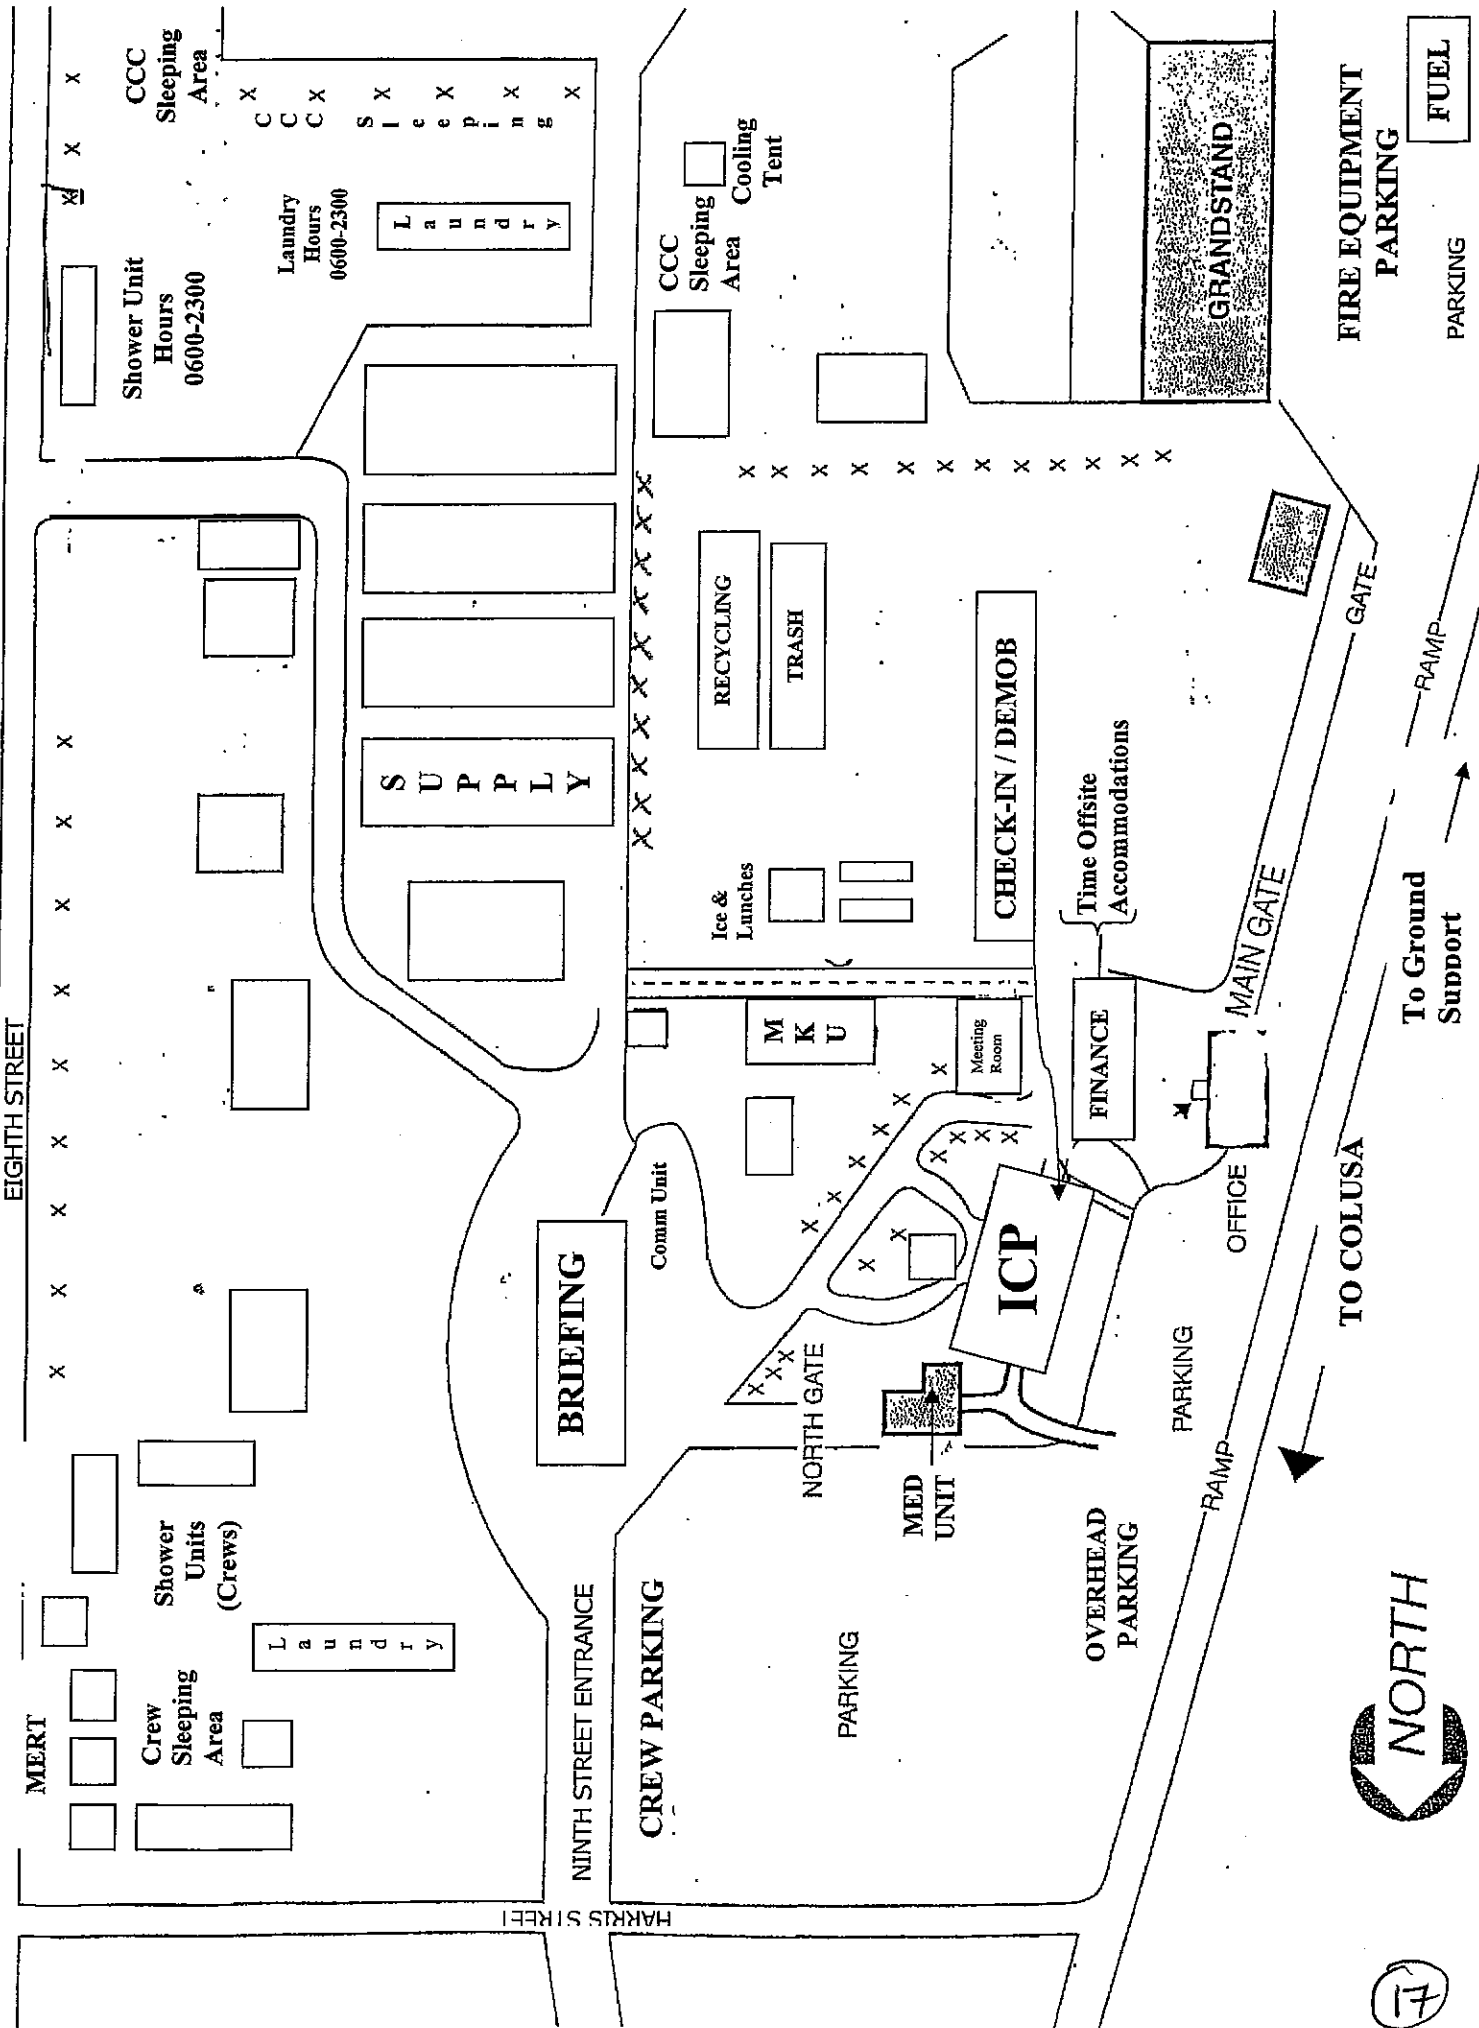 EIGHTH STREET
MERT
Crew
Sleeping
Area
Shower
Units
(Crews)
Laundry
Shower Unit
Hours
0600-2300
CCC
Sleeping
Area
CCC Sleeping
Laundry
Hours
0600-2300
Laundry
SUPPLY
NINTH STREET ENTRANCE
HARRIS STREET
BRIEFING
Comm Unit
CREW PARKING
PARKING
NORTH GATE
MED
UNIT
OVERHEAD
PARKING
ICP
MKU
Meeting
Room
Ice &
Lunches
RECYCLING
TRASH
CCC
Sleeping
Area
Cooling
Tent
CHECK-IN / DEMOB
Time Offsite
Accommodations
FINANCE
OFFICE
PARKING
MAIN GATE
GATE
RAMP
RAMP
GRANDSTAND
FIRE EQUIPMENT
PARKING
PARKING
FUEL
To Ground
Support
TO COLUSA
NORTH
17